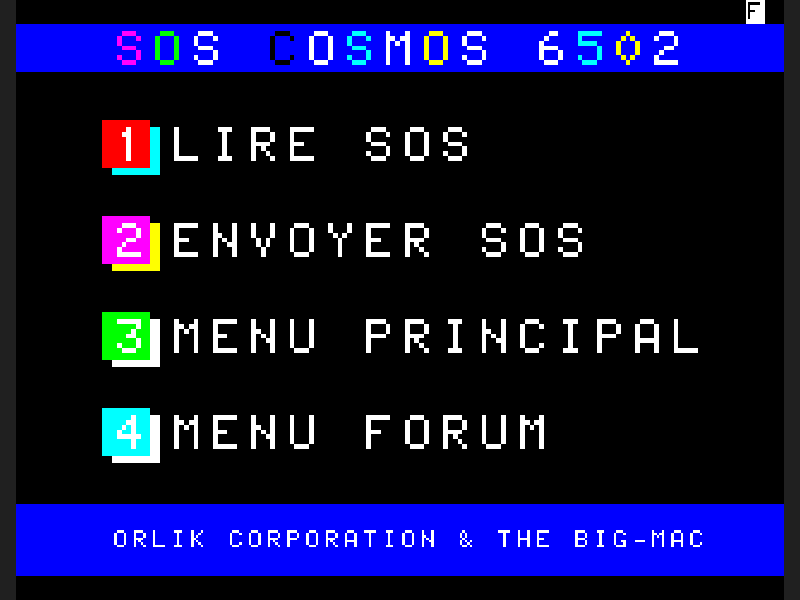 F
SOS COSMOS 6502
1 LIRE SOS
2 ENVOYER SOS
3 MENU PRINCIPAL
4 MENU FORUM
ORLIK CORPORATION & THE BIG-MAC